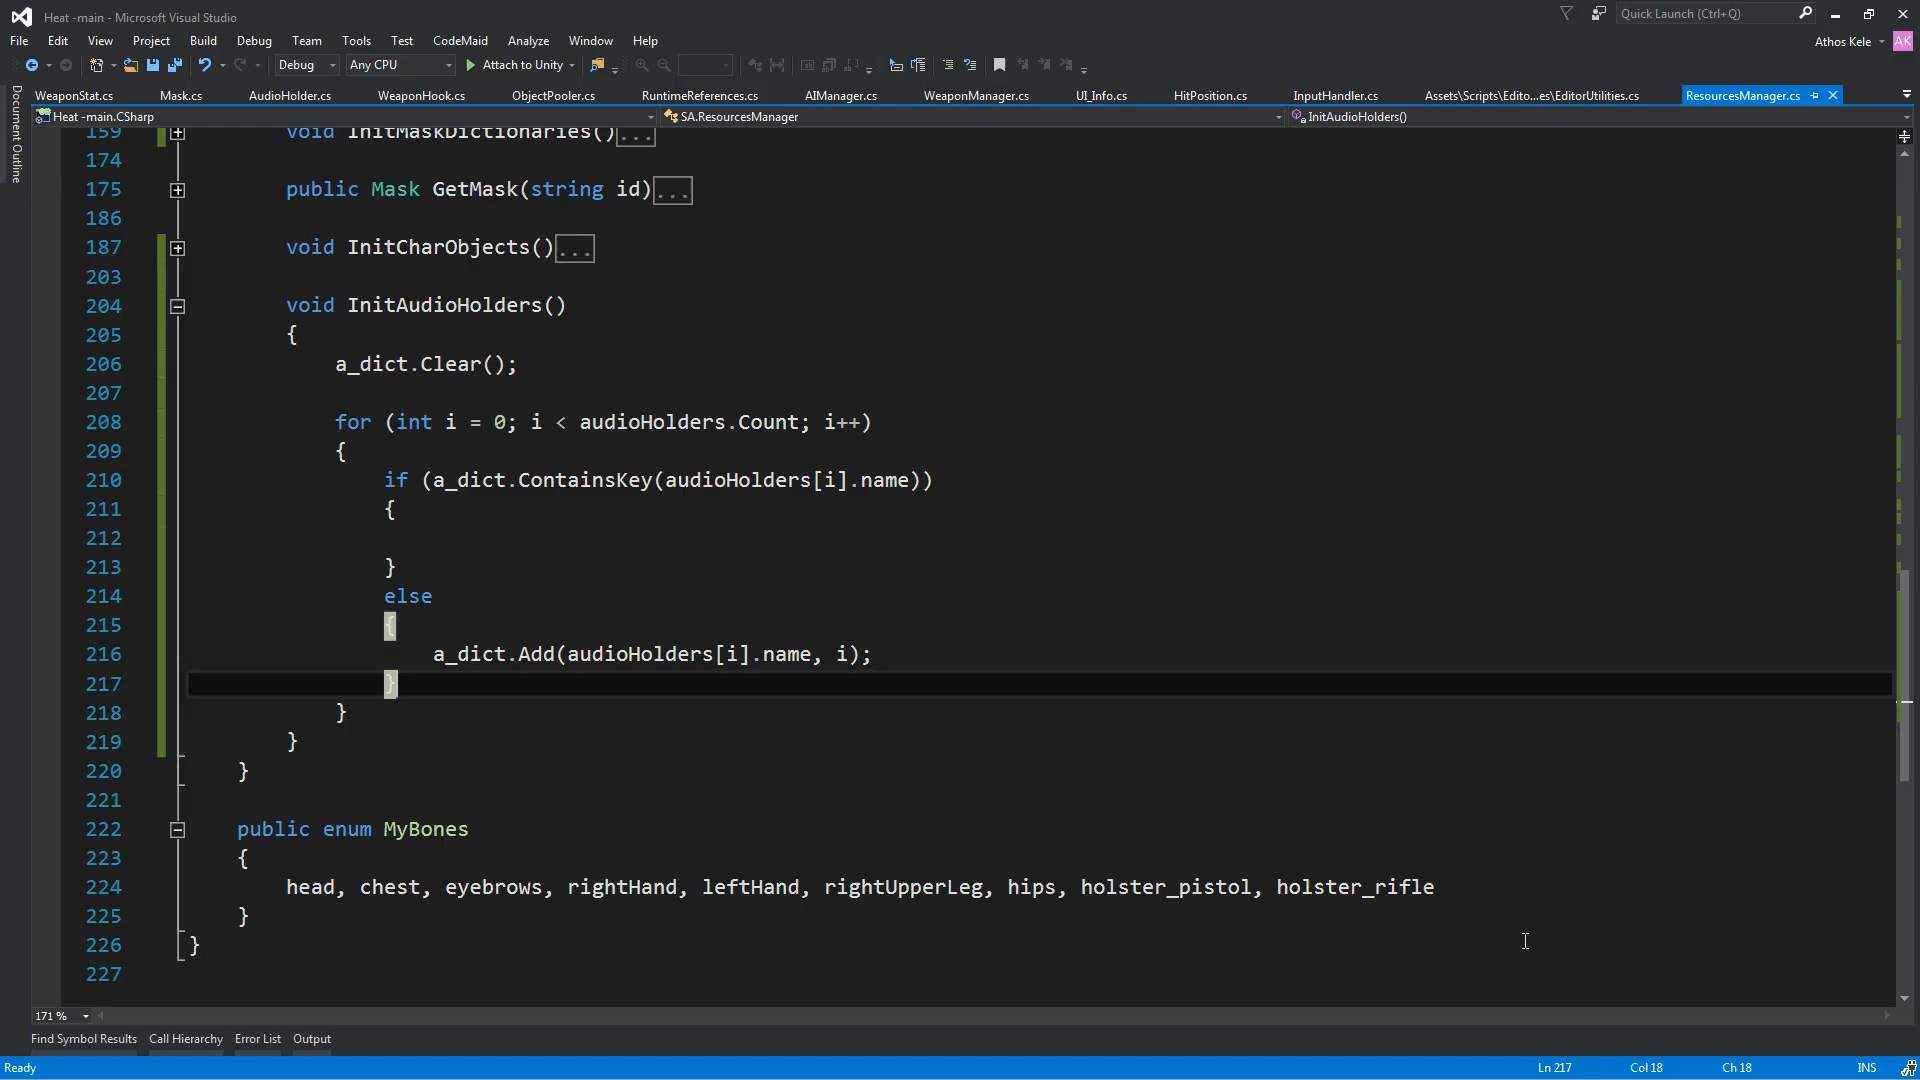 Heat -main - Microsoft Visual Studio
Quick Launch (Ctrl+Q)
File Edit View Project Build Debug Team Tools Test CodeMaid Analyze Window Help
Athos Kele AK
Debug Any CPU Attach to Unity
WeaponStat.cs Mask.cs AudioHolder.cs WeaponHook.cs ObjectPooler.cs RuntimeReferences.cs AIManager.cs WeaponManager.cs UI_Info.cs HitPosition.cs InputHandler.cs Assets\Scripts\Edito...es\EditorUtilities.cs ResourcesManager.cs
Heat -main.CSharp SA.ResourcesManager InitAudioHolders()
Document Outline
159 void InitMaskDictionaries()...
174
175 public Mask GetMask(string id)...
186
187 void InitCharObjects()...
203
204 void InitAudioHolders()
205 {
206 a_dict.Clear();
207
208 for (int i = 0; i < audioHolders.Count; i++)
209 {
210 if (a_dict.ContainsKey(audioHolders[i].name))
211 {
212
213 }
214 else
215 {
216 a_dict.Add(audioHolders[i].name, i);
217 }
218 }
219 }
220 }
221
222 public enum MyBones
223 {
224 head, chest, eyebrows, rightHand, leftHand, rightUpperLeg, hips, holster_pistol, holster_rifle
225 }
226 }
227
171 %
Find Symbol Results Call Hierarchy Error List Output
Ready Ln 217 Col 18 Ch 18 INS